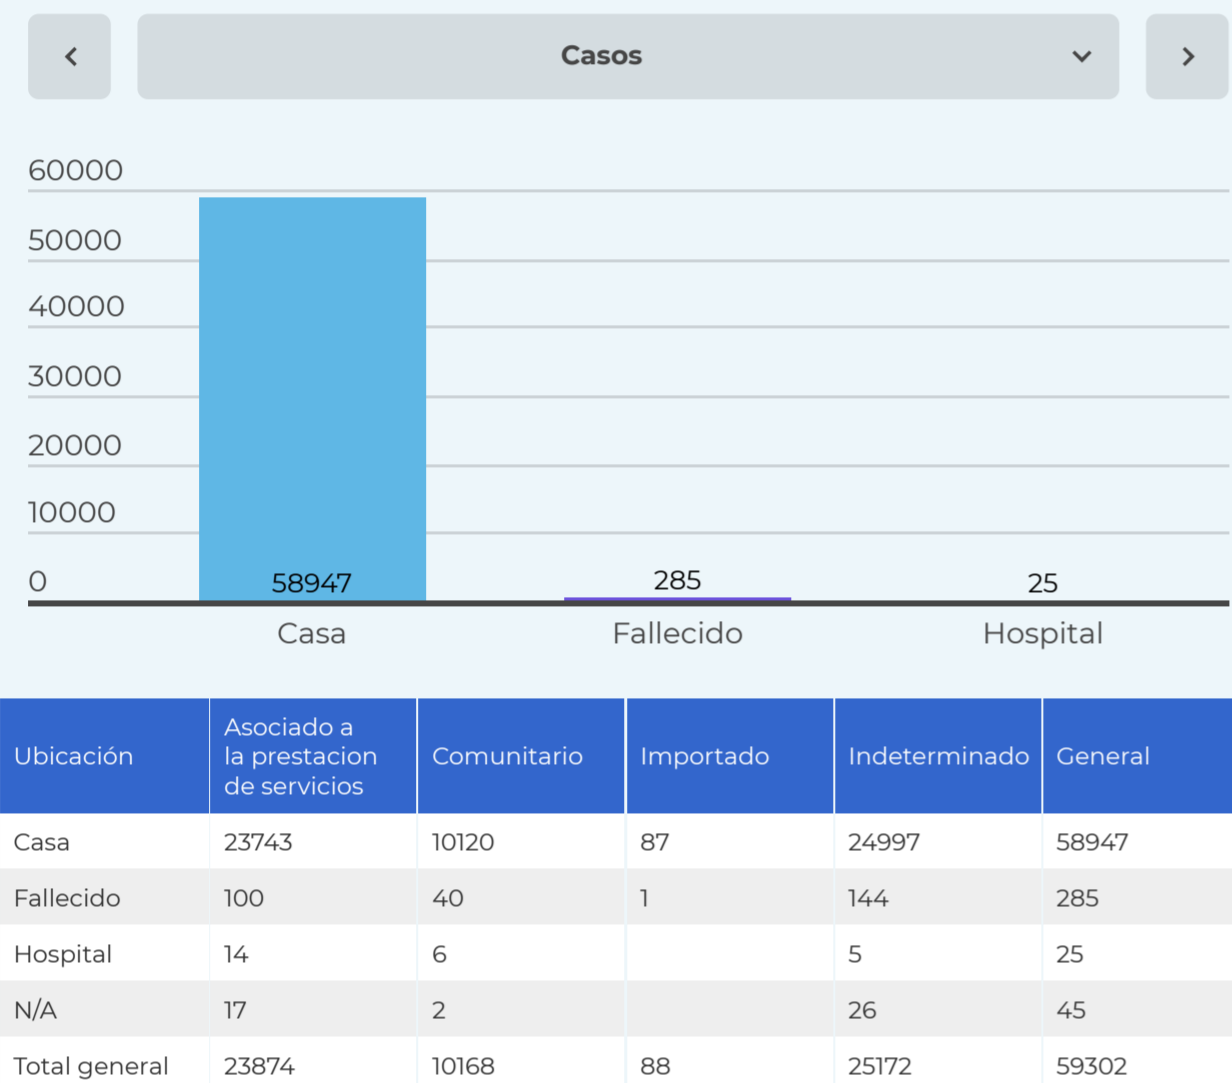 Casos
60000
50000
40000
30000
20000
10000
0
58947 285 25
Casa Fallecido Hospital
Ubicación Asociado a la prestacion de servicios Comunitario Importado Indeterminado General
Casa 23743 10120 87 24997 58947
Fallecido 100 40 1 144 285
Hospital 14 6 5 25
N/A 17 2 26 45
Total general 23874 10168 88 25172 59302